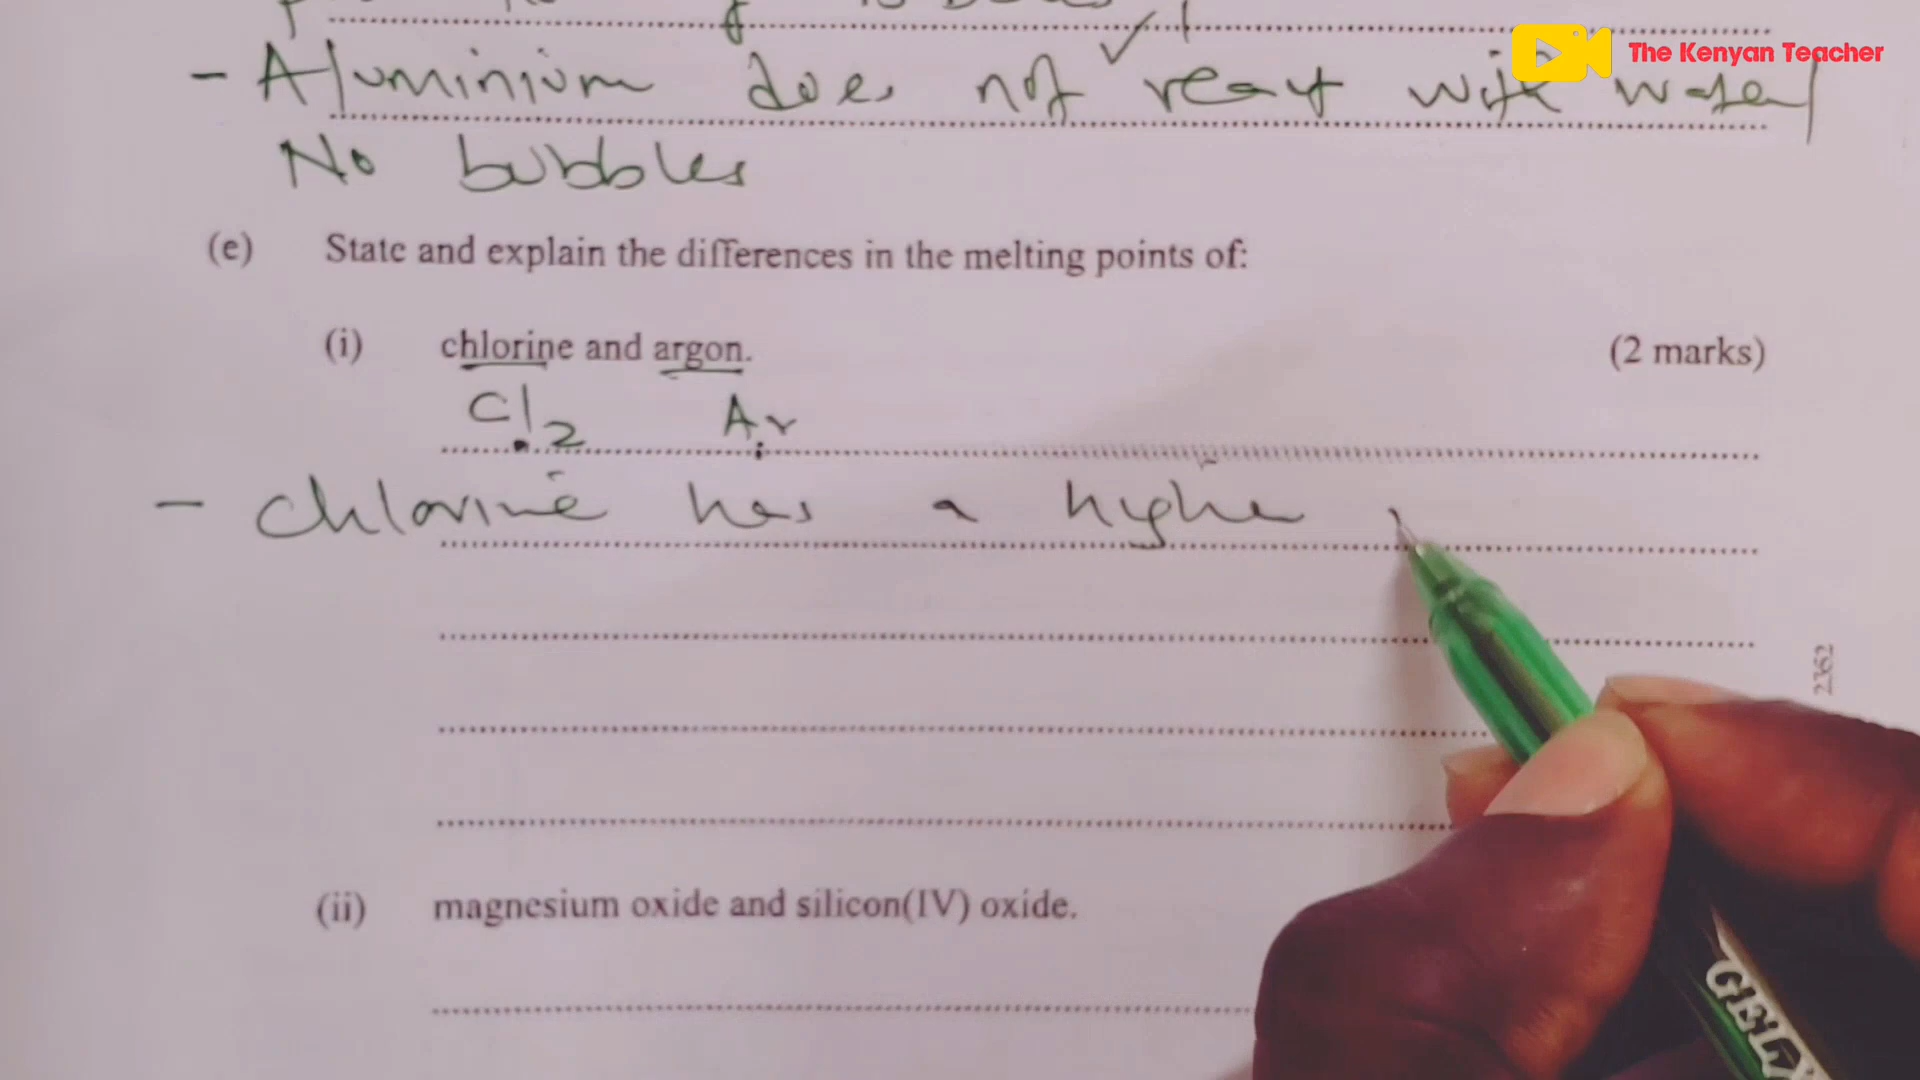 The Kenyan Teacher
- Aluminium does not react with water
No bubbles
(e) State and explain the differences in the melting points of:
(i) chlorine and argon. (2 marks)
Cl2 Ar
- Chlorine has a higher
2362
(ii) magnesium oxide and silicon(IV) oxide.